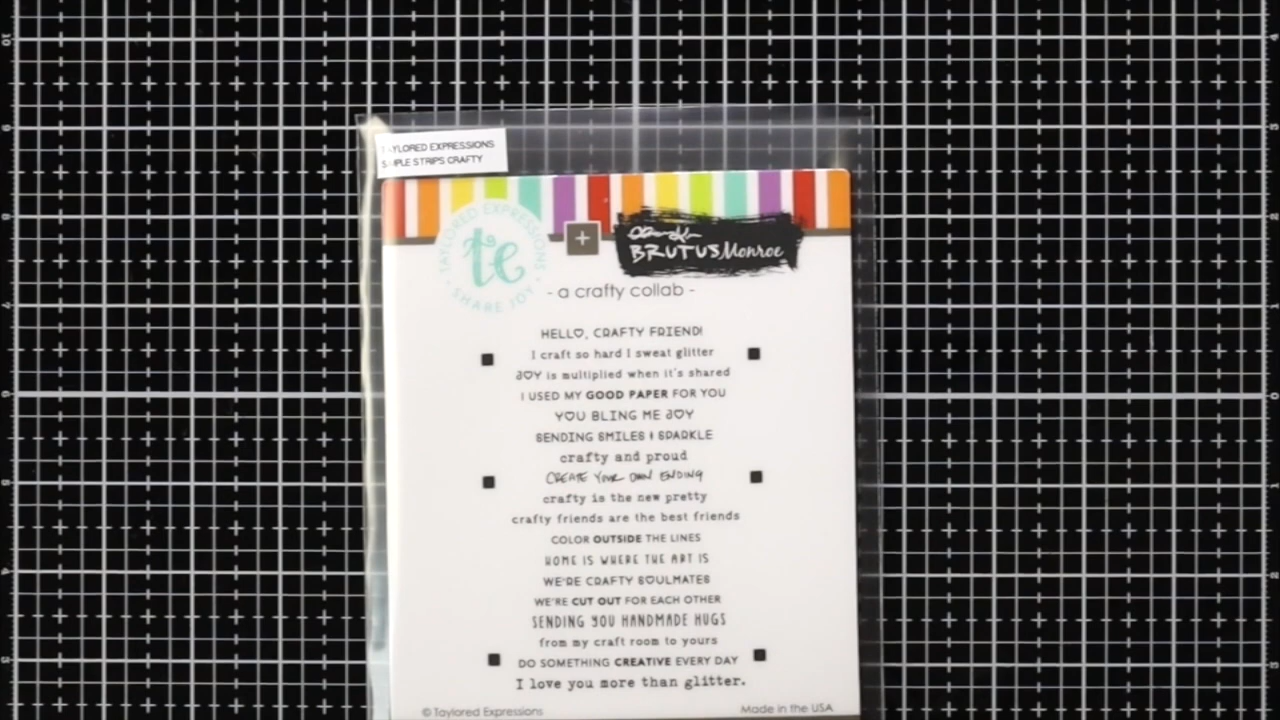 TAYLORED EXPRESSIONS
SIMPLE STRIPS CRAFTY
TAYLORED EXPRESSIONS
te
SHARE JOY
+
BRUTUS Monroe
- a crafty collab -
HELLO, CRAFTY FRIEND!
I craft so hard I sweat glitter
JOY is multiplied when it's shared
I USED MY GOOD PAPER FOR YOU
YOU BLING ME JOY
SENDING SMILES & SPARKLE
crafty and proud
CREATE YOUR OWN ENDING
crafty is the new pretty
crafty friends are the best friends
COLOR OUTSIDE THE LINES
HOME IS WHERE THE ART IS
WE'RE CRAFTY SOULMATES
WE'RE CUT OUT FOR EACH OTHER
SENDING YOU HANDMADE HUGS
from my craft room to yours
DO SOMETHING CREATIVE EVERY DAY
I love you more than glitter.
© Taylored Expressions Made in the USA